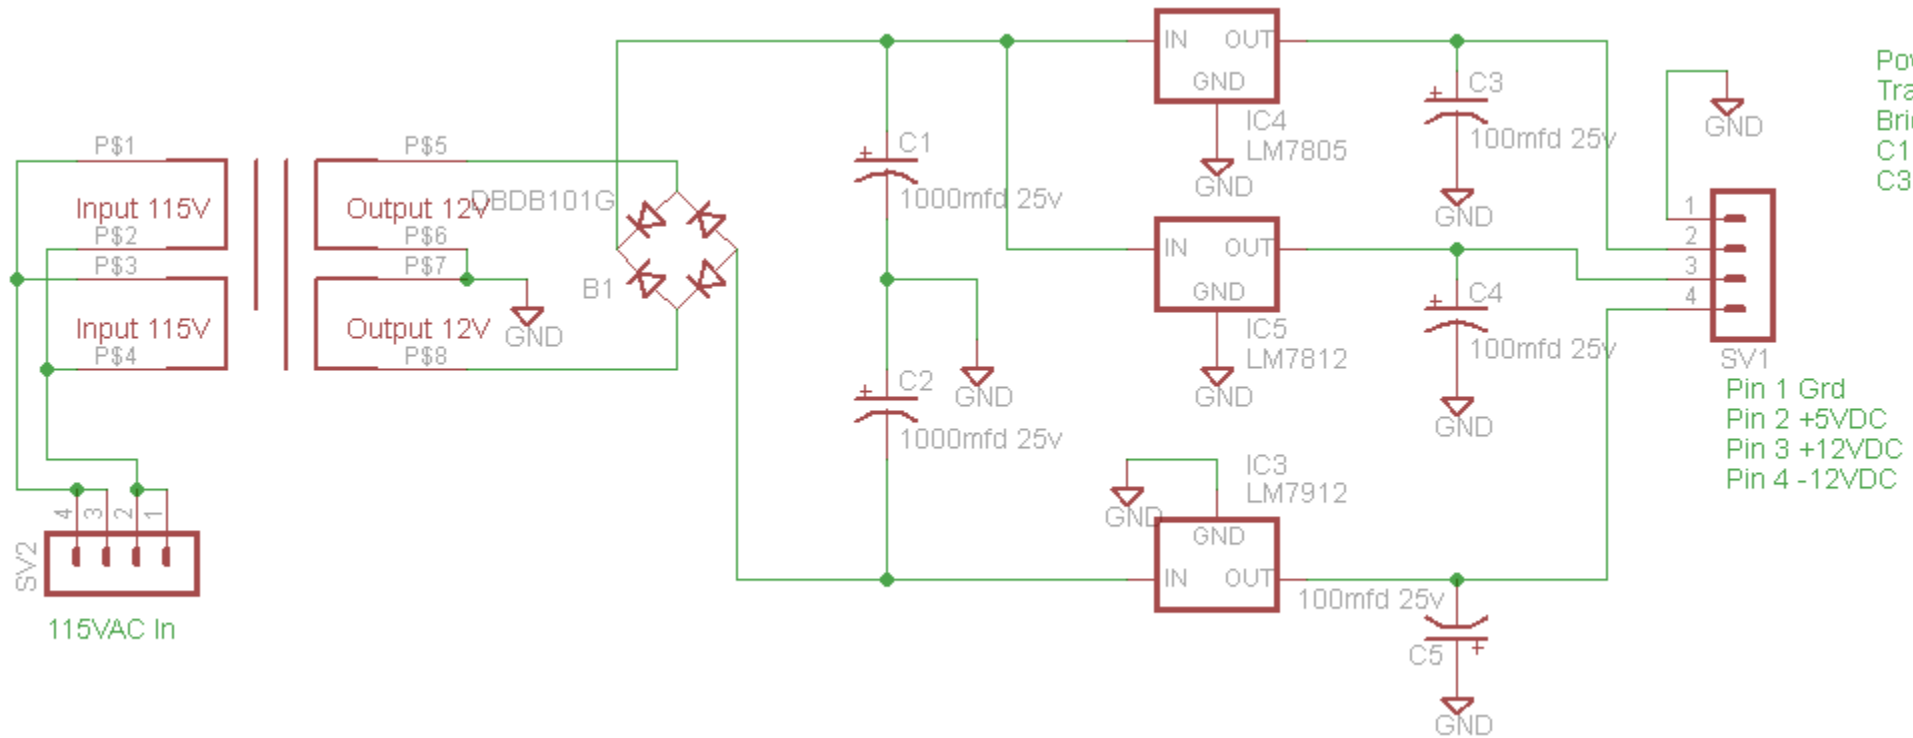 P$1
Input 115V
P$2
P$3
Input 115V
P$4
P$5
Output 12V
P$6
P$7
Output 12V
P$8
GND
DBDB101G
B1
C1
1000mfd 25v
GND
C2
1000mfd 25v
IN OUT
GND
IC4
LM7805
GND
IN OUT
GND
IC5
LM7812
GND
IC3
LM7912
GND
GND
IN OUT
C3
100mfd 25v
GND
C4
100mfd 25v
GND
100mfd 25v
C5
GND
GND
1
2
3
4
SV1
Pin 1 Grd
Pin 2 +5VDC
Pin 3 +12VDC
Pin 4 -12VDC
4
3
2
1
SV2
115VAC In
C1
C3